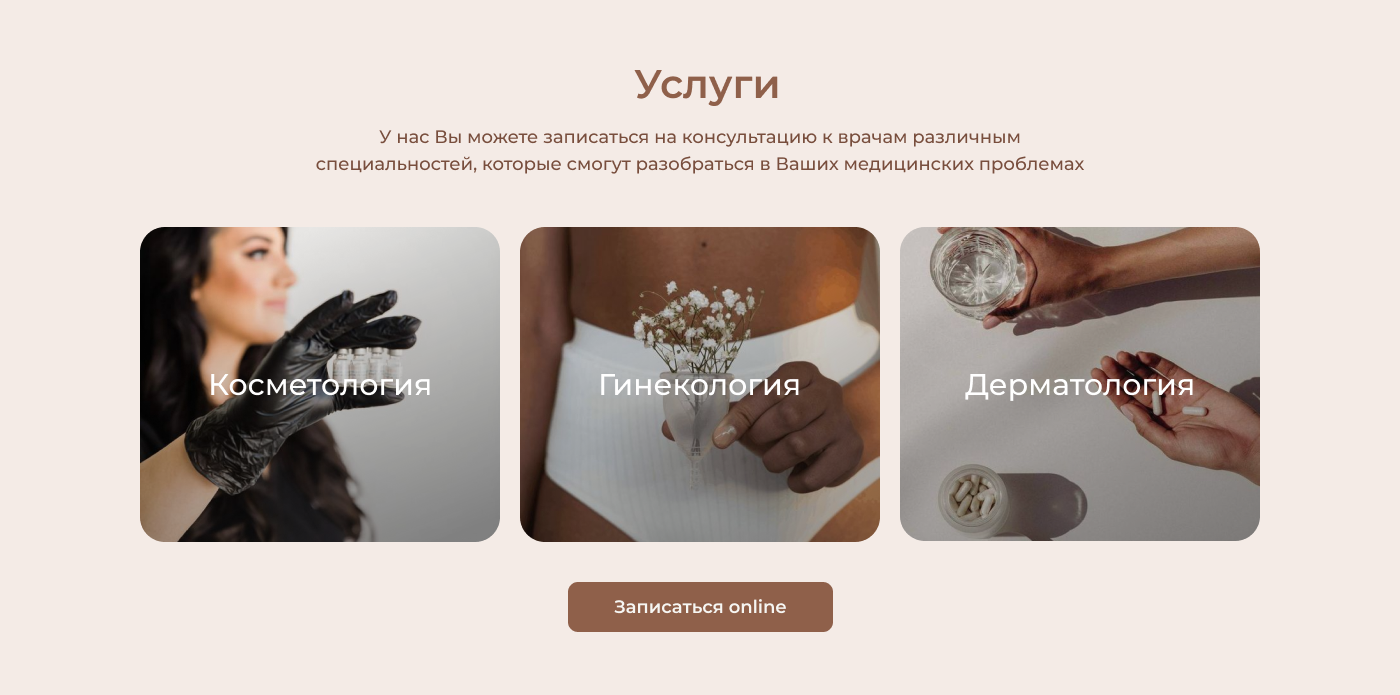 Услуги
У нас Вы можете записаться на консультацию к врачам различным
специальностей, которые смогут разобраться в Ваших медицинских проблемах
Косметология
Гинекология
Дерматология
Записаться online